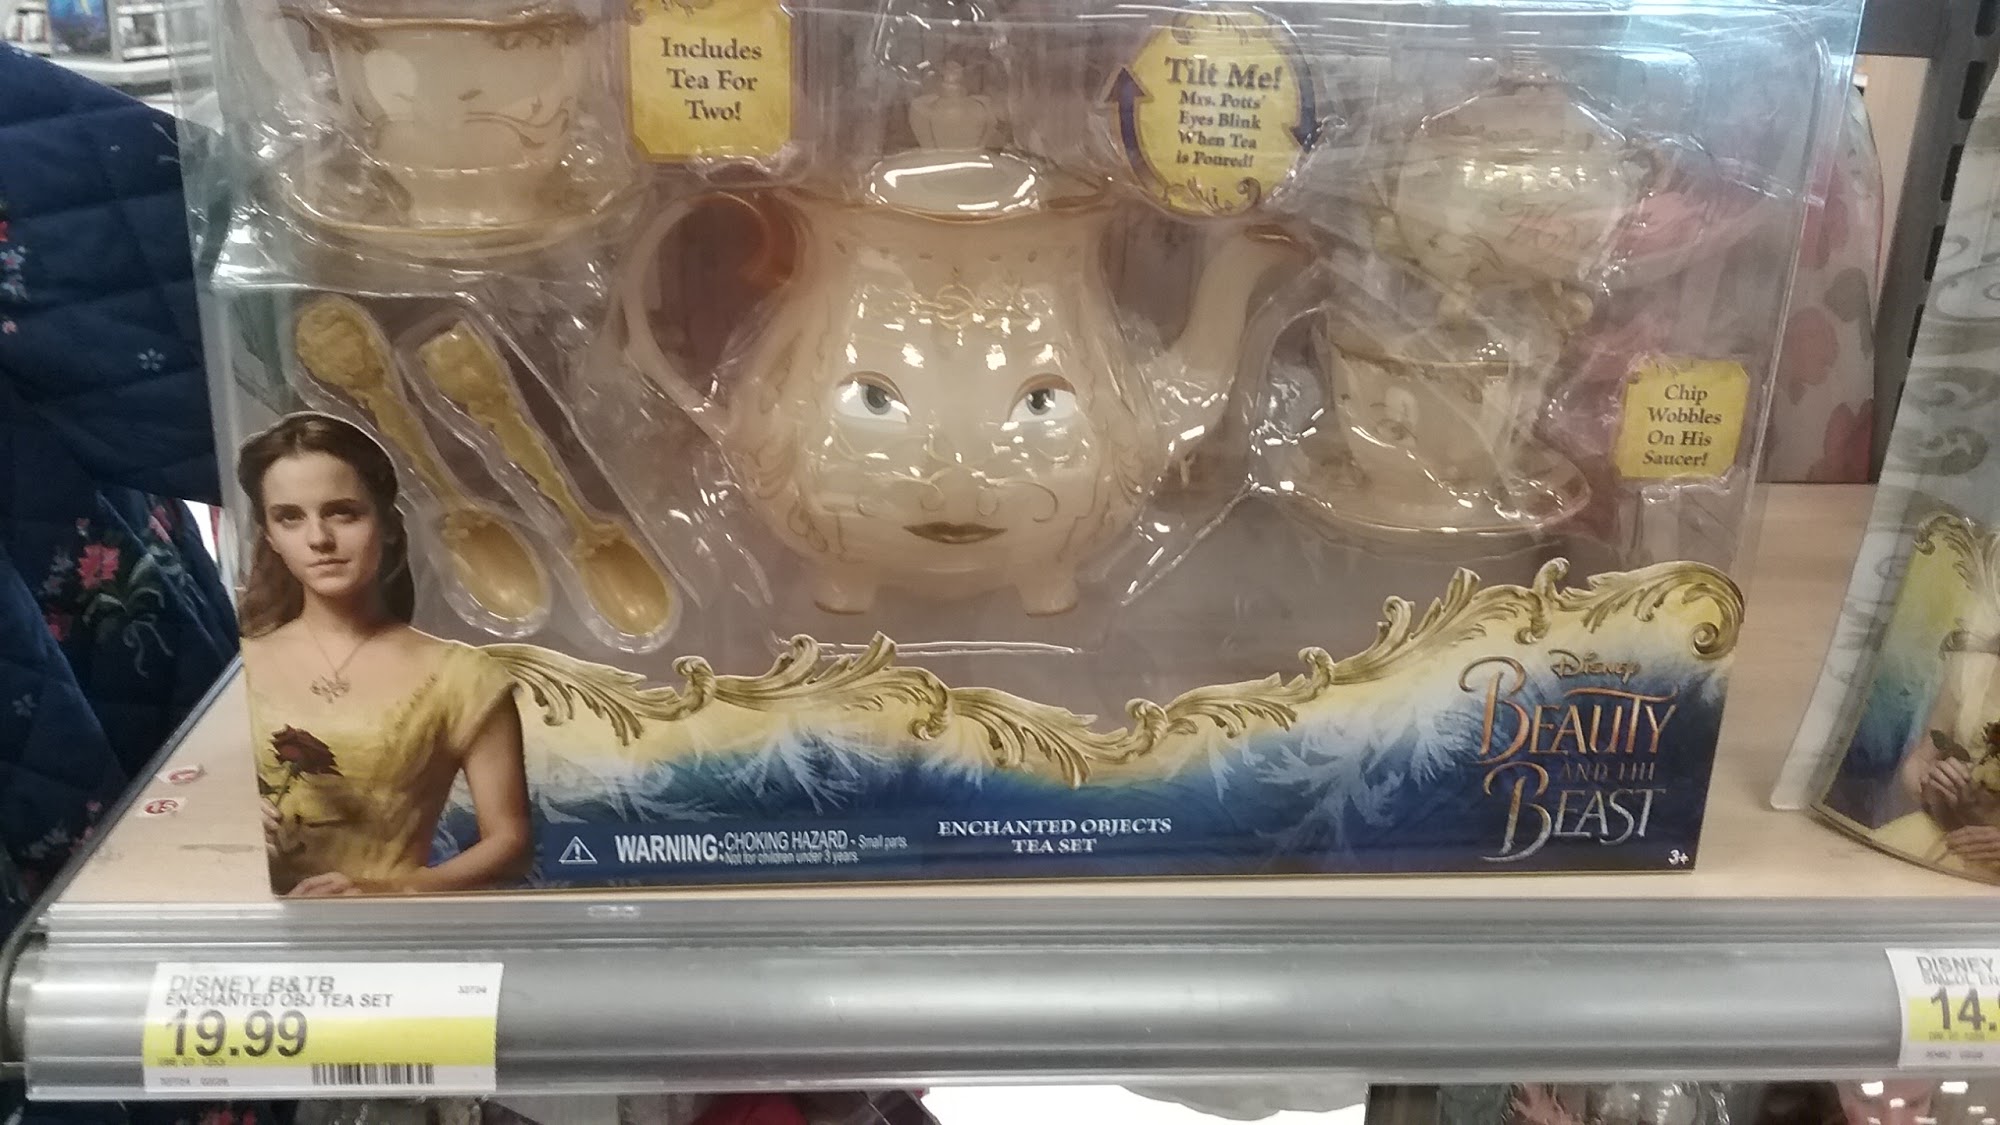 Includes
Tea For
Two!
Tilt Me!
Mrs. Potts'
Eyes Blink
When Tea
is Poured!
Chip
Wobbles
On His
Saucer!
Disney
BEAUTY
AND THE
BEAST
WARNING: CHOKING HAZARD - Small parts
Not for children under 3 years.
ENCHANTED OBJECTS
TEA SET
3+
DISNEY B&TB
ENCHANTED OBJ TEA SET
19.99
DISNEY
14.